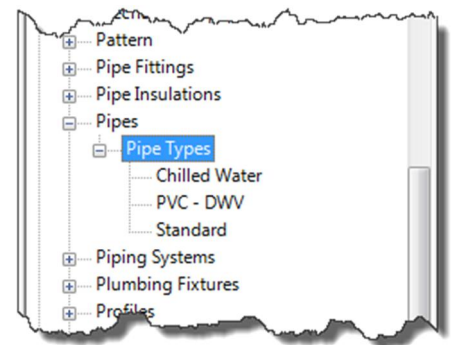 Pattern
Pipe Fittings
Pipe Insulations
Pipes
Pipe Types
Chilled Water
PVC - DWV
Standard
Piping Systems
Plumbing Fixtures
Profiles